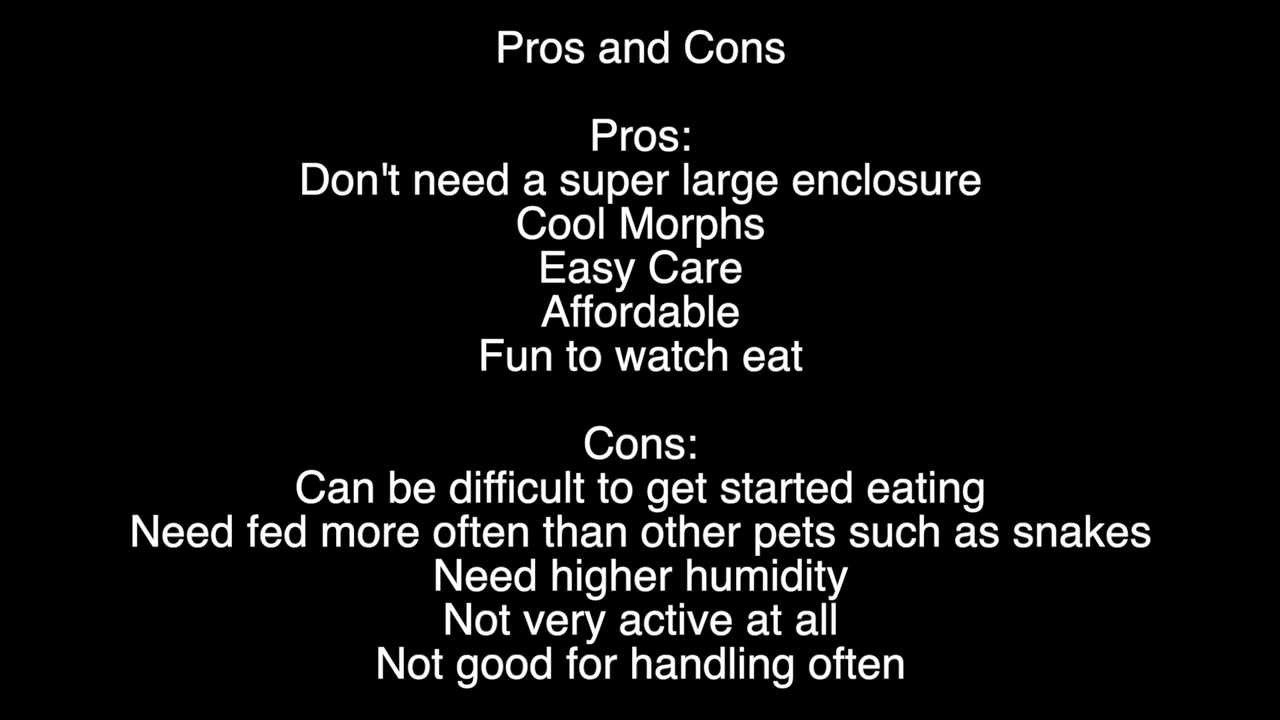 Pros and Cons
Pros:
Don't need a super large enclosure
Cool Morphs
Easy Care
Affordable
Fun to watch eat
Cons:
Can be difficult to get started eating
Need fed more often than other pets such as snakes
Need higher humidity
Not very active at all
Not good for handling often